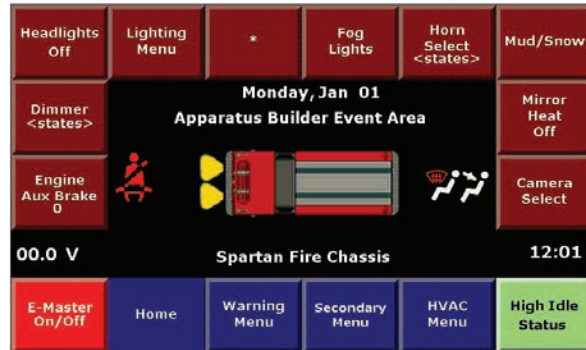 Headlights
Off
Lighting
Menu
*
Fog
Lights
Horn
Select
<states>
Mud/Snow
Dimmer
<states>
Monday, Jan 01
Apparatus Builder Event Area
Mirror
Heat
Off
Engine
Aux Brake
0
Camera
Select
00.0 V
Spartan Fire Chassis
12:01
E-Master
On/Off
Home
Warning
Menu
Secondary
Menu
HVAC
Menu
High Idle
Status